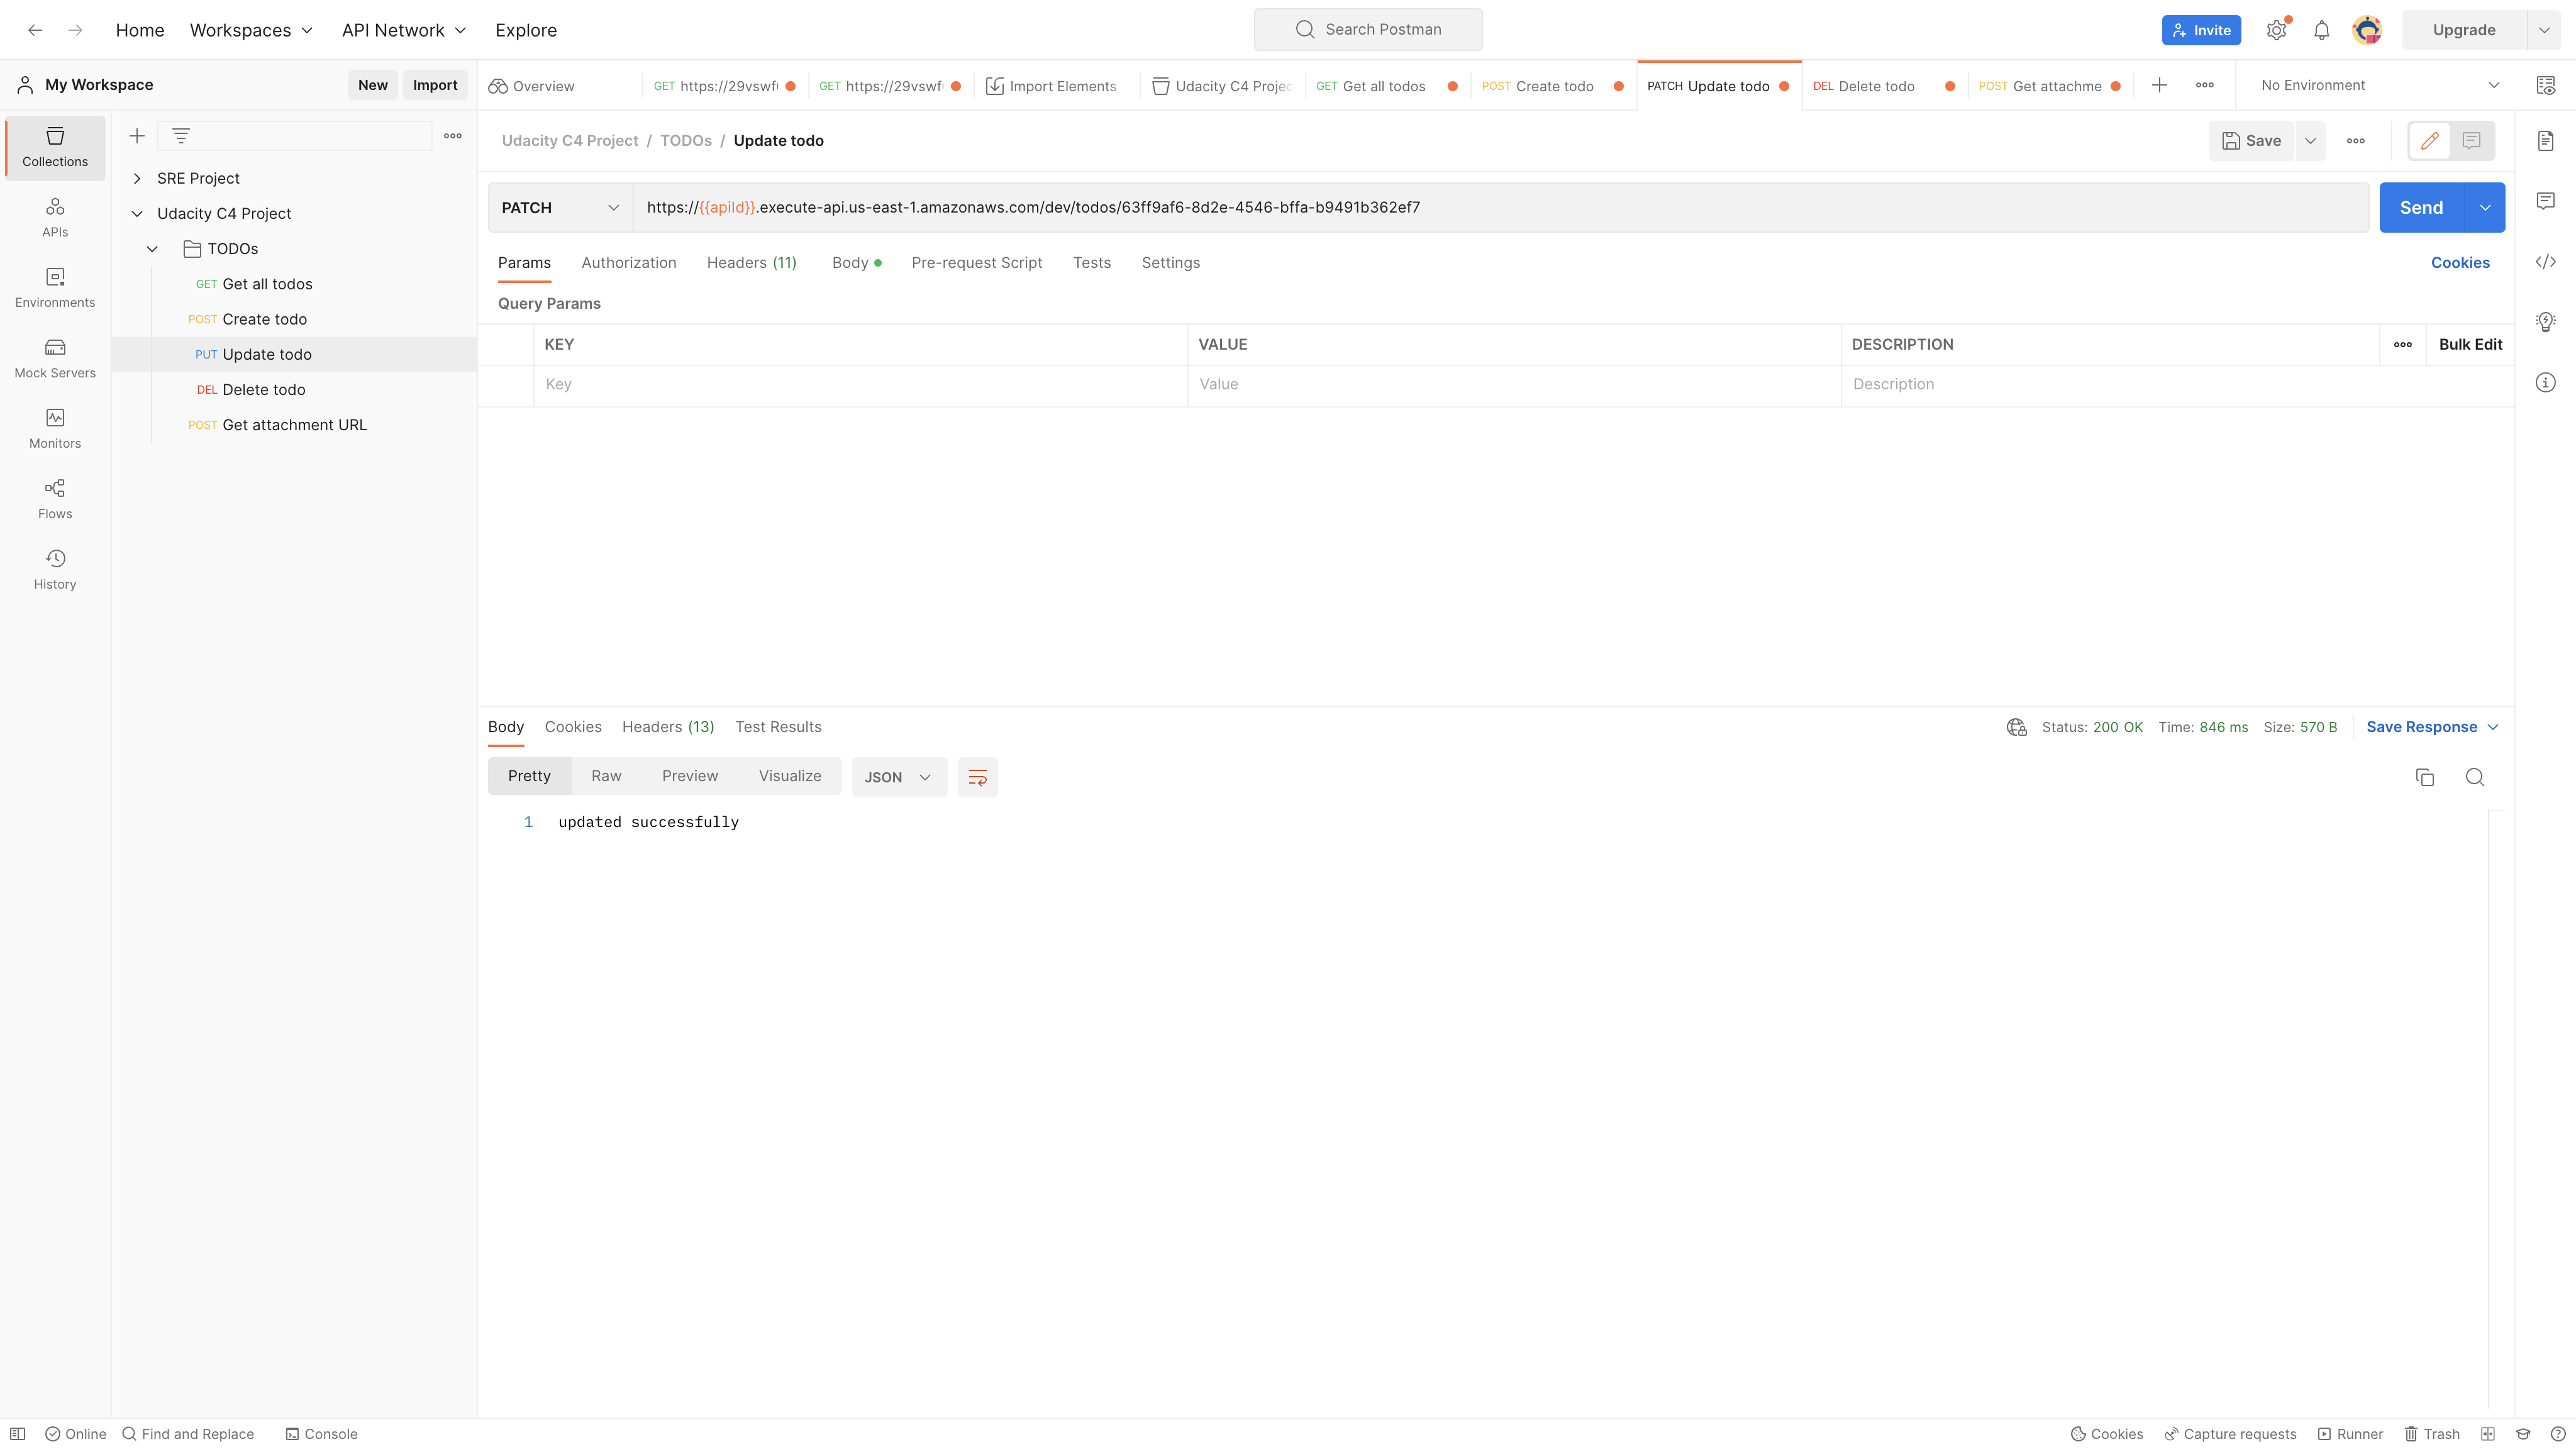 Home Workspaces API Network Explore Search Postman Invite Upgrade
My Workspace New Import Overview GET https://29vswf GET https://29vswf Import Elements Udacity C4 Projec GET Get all todos POST Create todo PATCH Update todo DEL Delete todo POST Get attachme No Environment
Collections
APIs
Environments
Mock Servers
Monitors
Flows
History
SRE Project
Udacity C4 Project
TODOs
GET Get all todos
POST Create todo
PUT Update todo
DEL Delete todo
POST Get attachment URL
Udacity C4 Project / TODOs / Update todo Save
PATCH https://{{apiId}}.execute-api.us-east-1.amazonaws.com/dev/todos/63ff9af6-8d2e-4546-bffa-b9491b362ef7 Send
Params Authorization Headers (11) Body Pre-request Script Tests Settings Cookies
Query Params
KEY VALUE DESCRIPTION Bulk Edit
Key Value Description
Body Cookies Headers (13) Test Results Status: 200 OK Time: 846 ms Size: 570 B Save Response
Pretty Raw Preview Visualize JSON
1 updated successfully
Online Find and Replace Console Cookies Capture requests Runner Trash